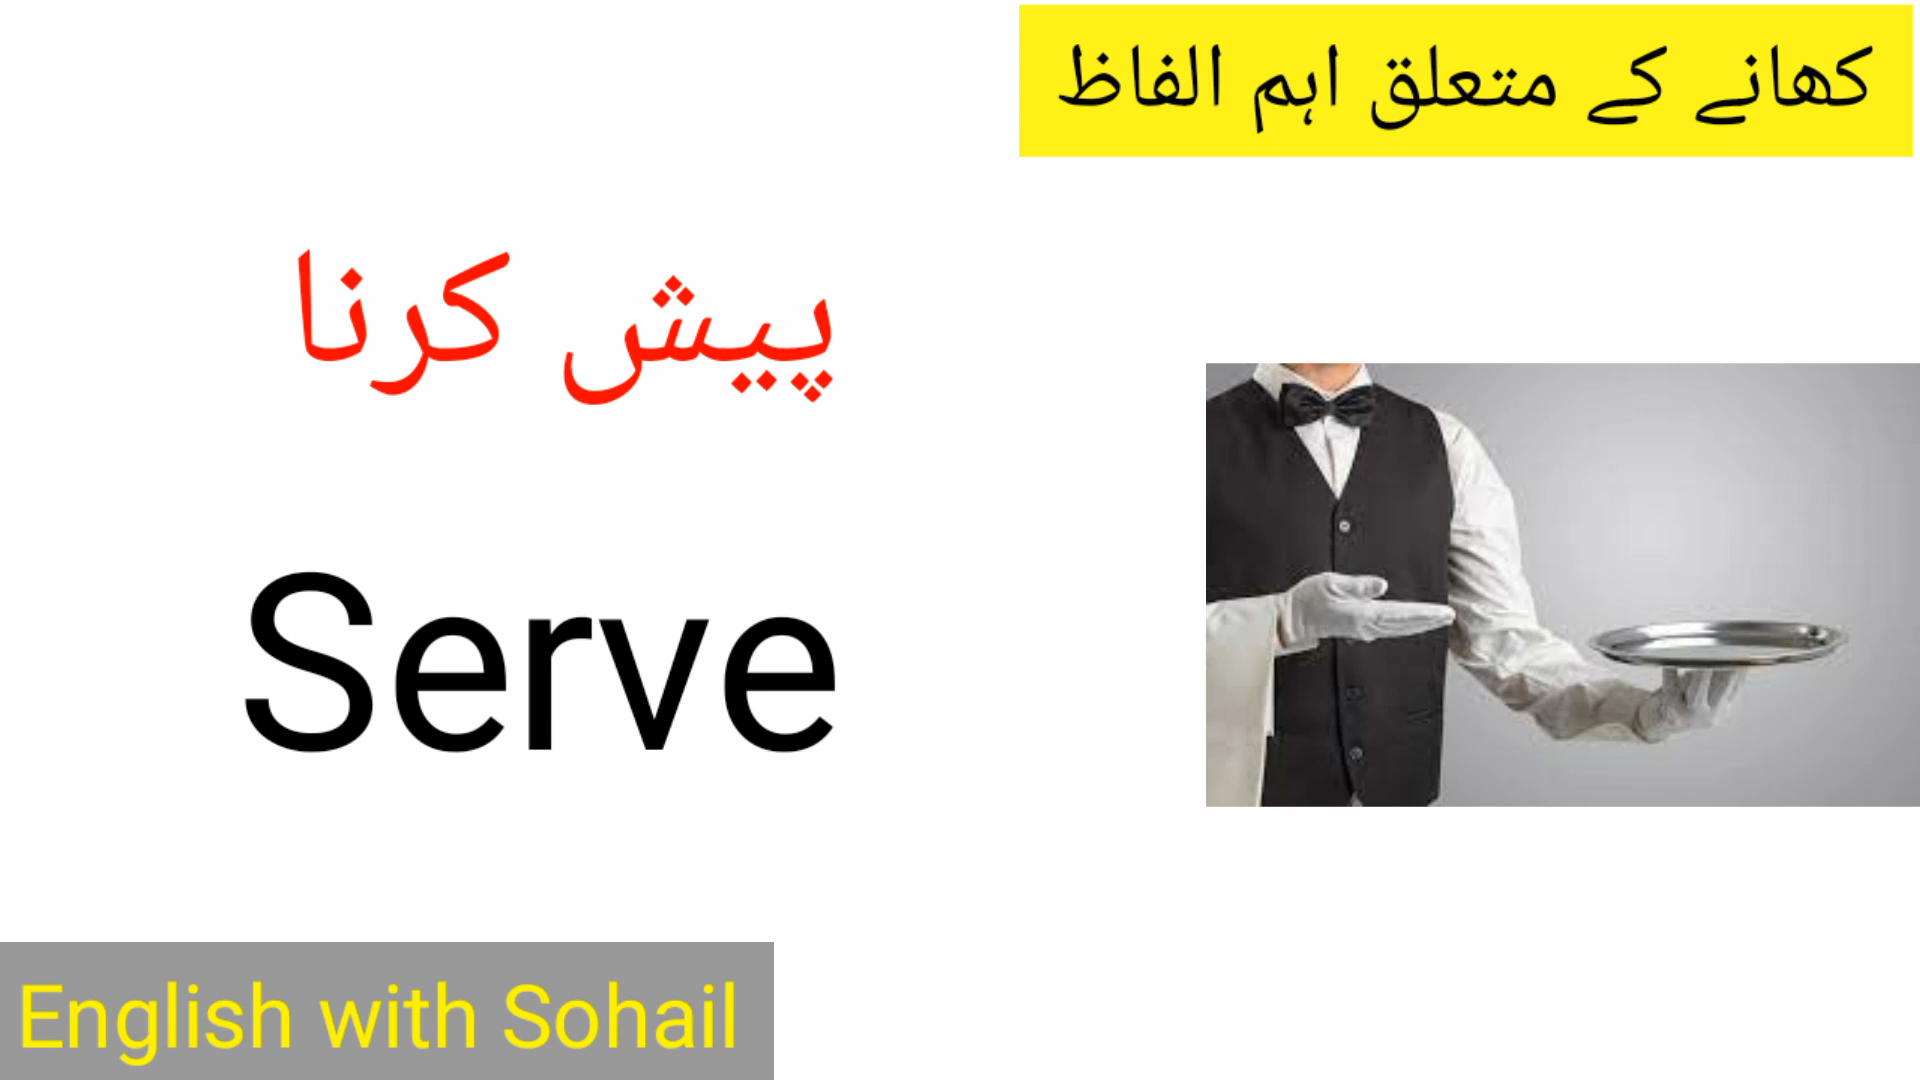 کھانے کے متعلق اہم الفاظ
پیش کرنا
Serve
English with Sohail